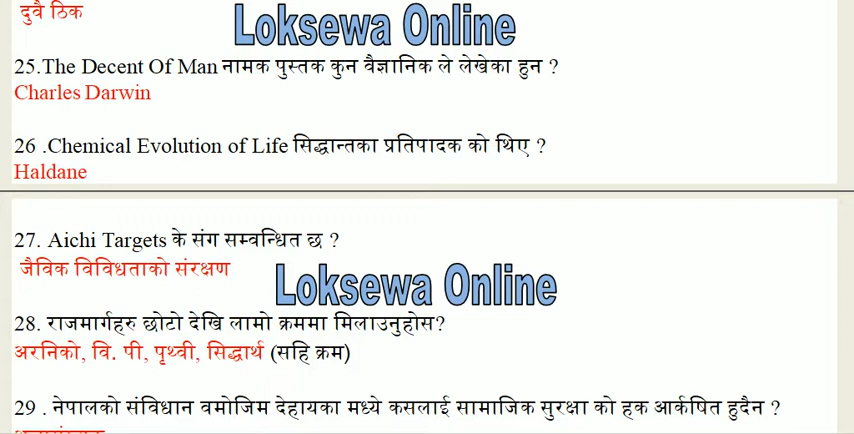 दुवै ठिक
Loksewa Online
25.The Decent Of Man नामक पुस्तक कुन वैज्ञानिक ले लेखेका हुन ?
Charles Darwin
26 .Chemical Evolution of Life सिद्धान्तका प्रतिपादक को थिए ?
Haldane
27. Aichi Targets के संग सम्वन्धित छ ?
जैविक विविधताको संरक्षण
Loksewa Online
28. राजमार्गहरु छोटो देखि लामो क्रममा मिलाउनुहोस?
अरनिको, वि. पी, पृथ्वी, सिद्धार्थ (सहि क्रम)
29 . नेपालको संविधान वमोजिम देहायका मध्ये कसलाई सामाजिक सुरक्षा को हक आर्कषित हुदैन ?